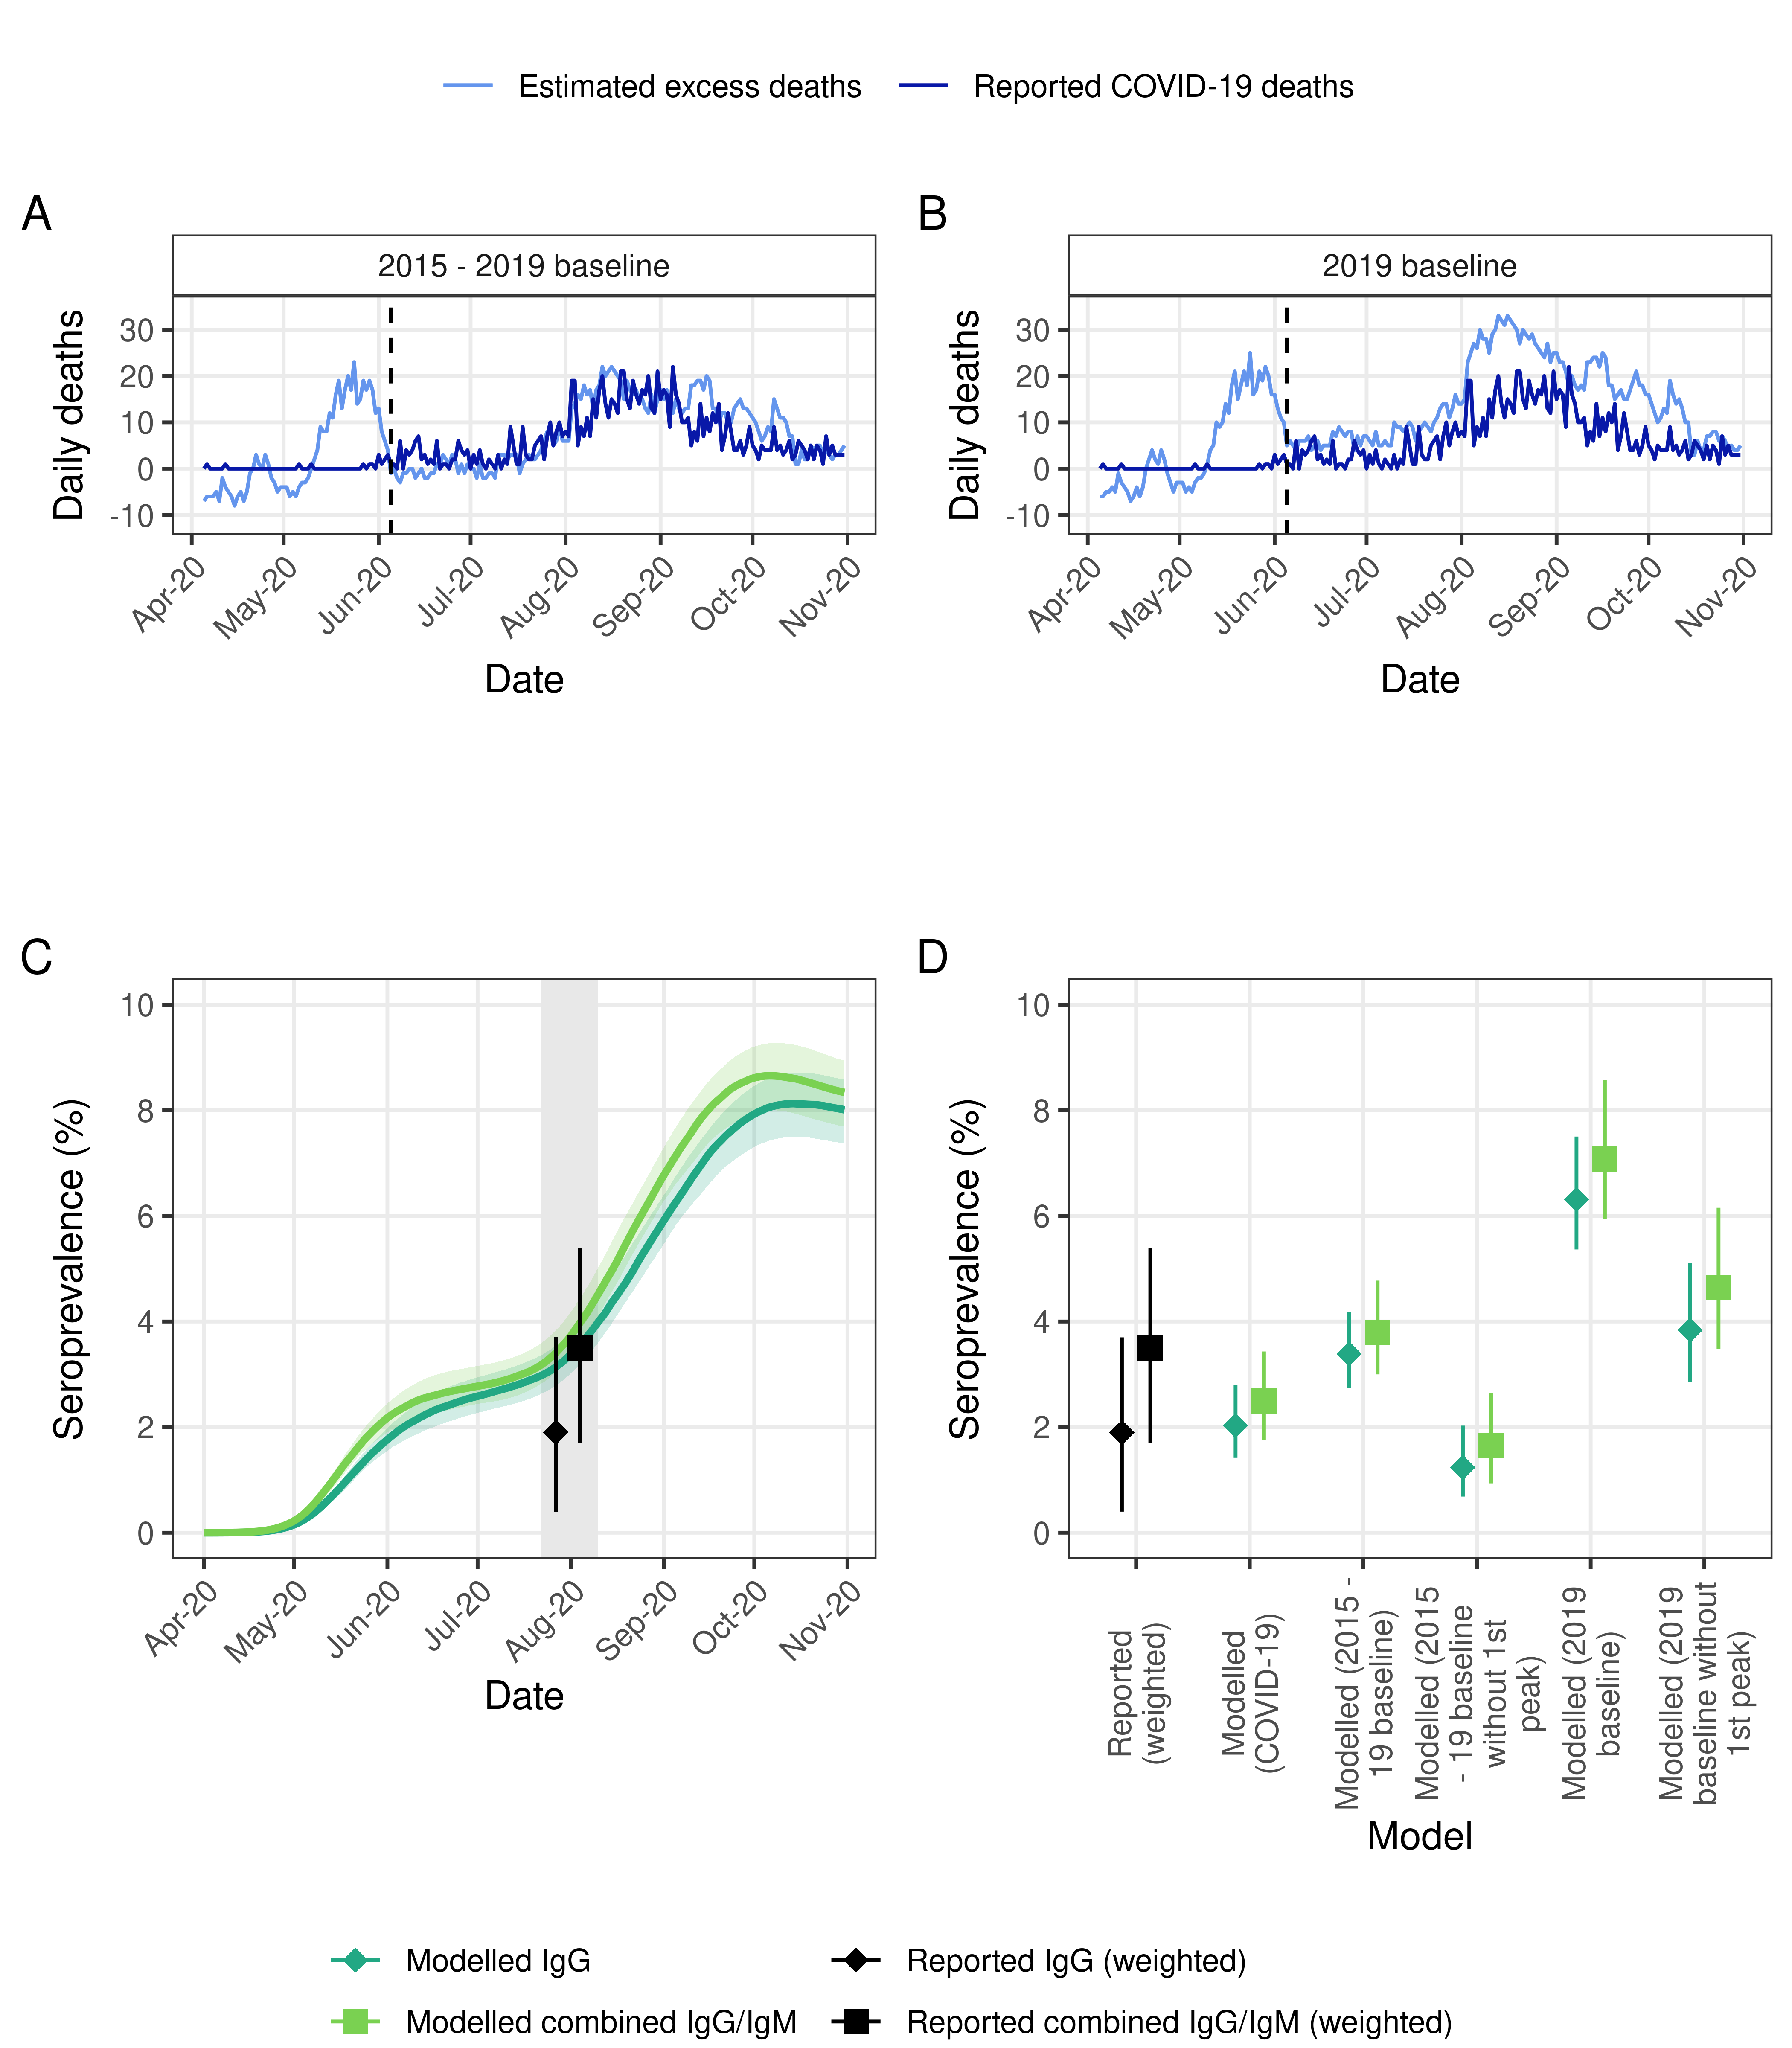 Estimated excess deaths
Reported COVID-19 deaths
A
2015 - 2019 baseline
Daily deaths
30
20
10
0
-10
Apr-20
May-20
Jun-20
Jul-20
Aug-20
Sep-20
Oct-20
Nov-20
Date
B
2019 baseline
Daily deaths
30
20
10
0
-10
Apr-20
May-20
Jun-20
Jul-20
Aug-20
Sep-20
Oct-20
Nov-20
Date
C
Seroprevalence (%)
10
8
6
4
2
0
Apr-20
May-20
Jun-20
Jul-20
Aug-20
Sep-20
Oct-20
Nov-20
Date
D
Seroprevalence (%)
10
8
6
4
2
0
Reported
(weighted)
Modelled
(COVID-19)
Modelled (2015 -
19 baseline)
Modelled (2015
- 19 baseline
without 1st
peak)
Modelled (2019
baseline)
Modelled (2019
baseline without
1st peak)
Model
Modelled IgG
Modelled combined IgG/IgM
Reported IgG (weighted)
Reported combined IgG/IgM (weighted)